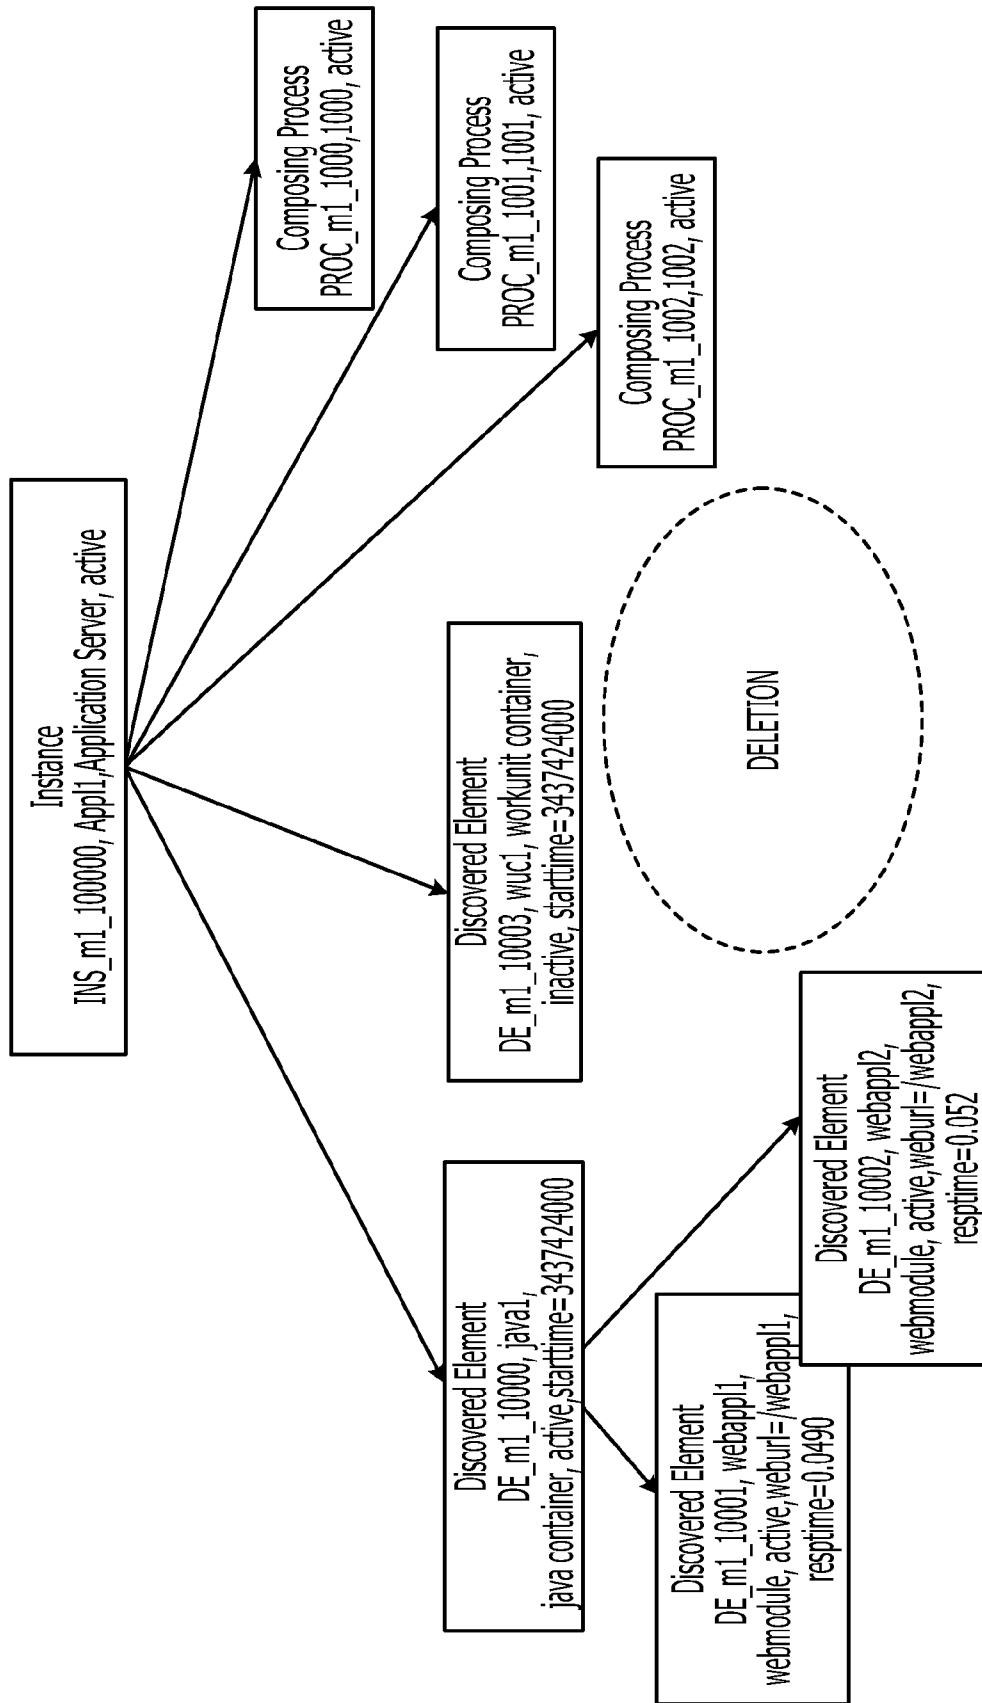 Instance
INS_m1_100000, Appl1,Application Server, active
Composing Process
PROC_m1_1000,1000, active
Composing Process
PROC_m1_1001,1001, active
Composing Process
PROC_m1_1002,1002, active
Discovered Element
DE_m1_10003, wuc1, workunit container,
inactive, starttime=3437424000
Discovered Element
DE_m1_10000, java1,
java container, active,starttime=3437424000
DELETION
Discovered Element
DE_m1_10001, webappl1,
webmodule, active,weburl=/webappl1,
resptime=0.0490
Discovered Element
DE_m1_10002, webappl2,
webmodule, active,weburl=/webappl2,
resptime=0.052